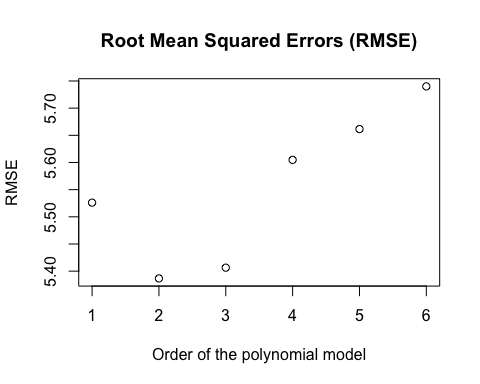 Root Mean Squared Errors (RMSE)
RMSE
5.70
5.60
5.50
5.40
1 2 3 4 5 6
Order of the polynomial model